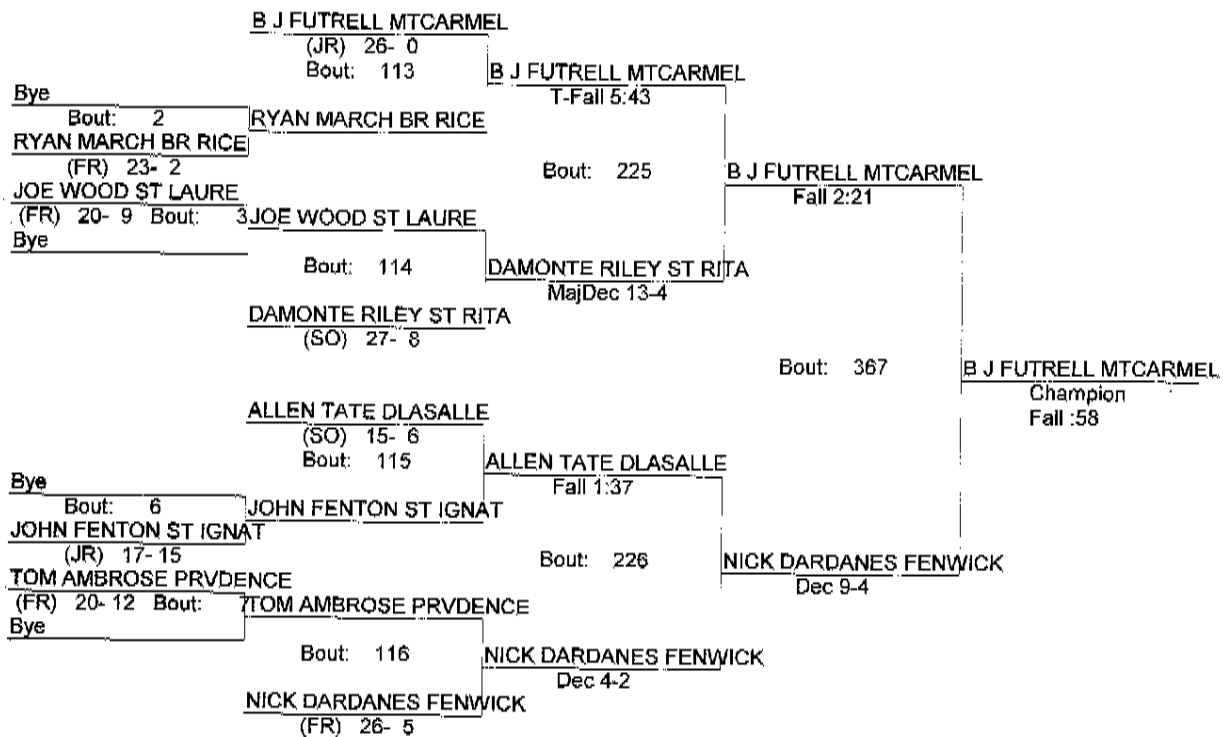 B J FUTRELL MTCARMEL
(JR) 26- 0
Bout: 113
B J FUTRELL MTCARMEL
T-Fall 5:43
Bye
Bout: 2
RYAN MARCH BR RICE
RYAN MARCH BR RICE
(FR) 23- 2
Bout: 225
B J FUTRELL MTCARMEL
Fall 2:21
JOE WOOD ST LAURE
(FR) 20- 9 Bout: 3
JOE WOOD ST LAURE
Bye
Bout: 114
DAMONTE RILEY ST RITA
MajDec 13-4
DAMONTE RILEY ST RITA
(SO) 27- 8
Bout: 367
B J FUTRELL MTCARMEL
Champion
Fall :58
ALLEN TATE DLASALLE
(SO) 15- 6
Bout: 115
ALLEN TATE DLASALLE
Fall 1:37
Bye
Bout: 6
JOHN FENTON ST IGNAT
JOHN FENTON ST IGNAT
(JR) 17- 15
Bout: 226
NICK DARDANES FENWICK
Dec 9-4
TOM AMBROSE PRVDENCE
(FR) 20- 12 Bout: 7
TOM AMBROSE PRVDENCE
Bye
Bout: 116
NICK DARDANES FENWICK
Dec 4-2
NICK DARDANES FENWICK
(FR) 26- 5